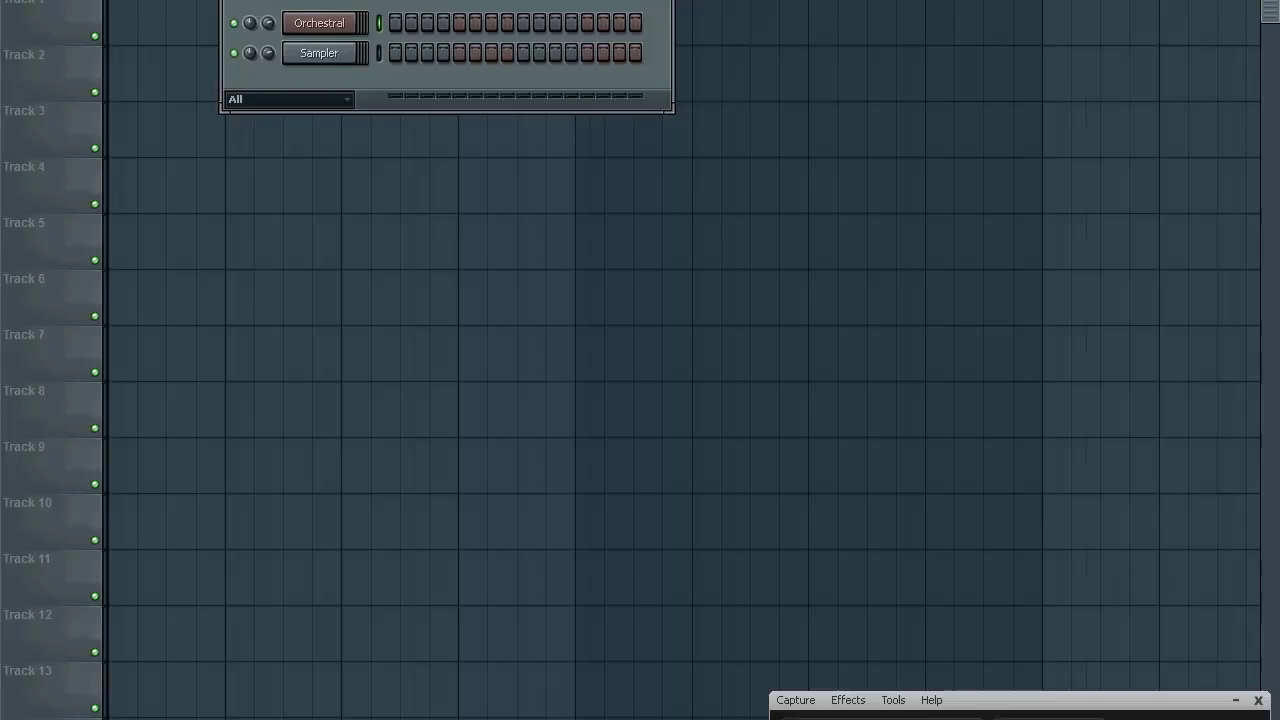 Orchestral
Track 2
Sampler
All
Track 3
Track 4
Track 5
Track 6
Track 7
Track 8
Track 9
Track 10
Track 11
Track 12
Track 13
Capture Effects Tools Help